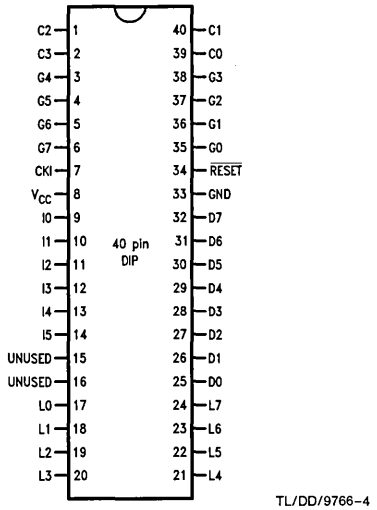 C2 1 40 C1
C3 2 39 C0
G4 3 38 G3
G5 4 37 G2
G6 5 36 G1
G7 6 35 G0
CKI 7 34 RESET
VCC 8 33 GND
I0 9 32 D7
I1 10 31 D6
40 pin
DIP
I2 11 30 D5
I3 12 29 D4
I4 13 28 D3
I5 14 27 D2
UNUSED 15 26 D1
UNUSED 16 25 D0
L0 17 24 L7
L1 18 23 L6
L2 19 22 L5
L3 20 21 L4
TL/DD/9766-4